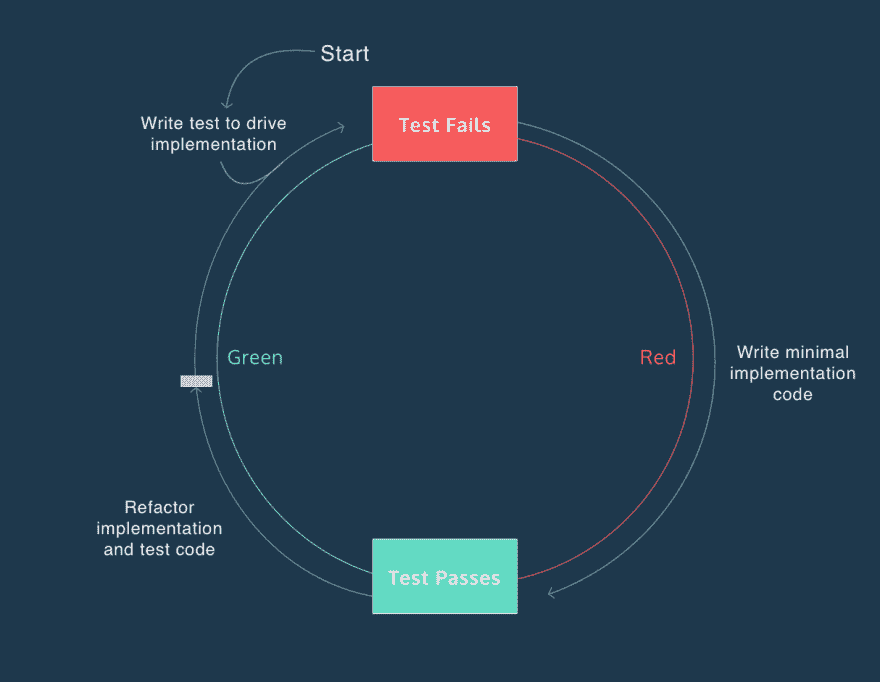 Start
Write test to drive
implementation
Test Fails
Green
Red
Write minimal
implementation
code
Refactor
implementation
and test code
Test Passes